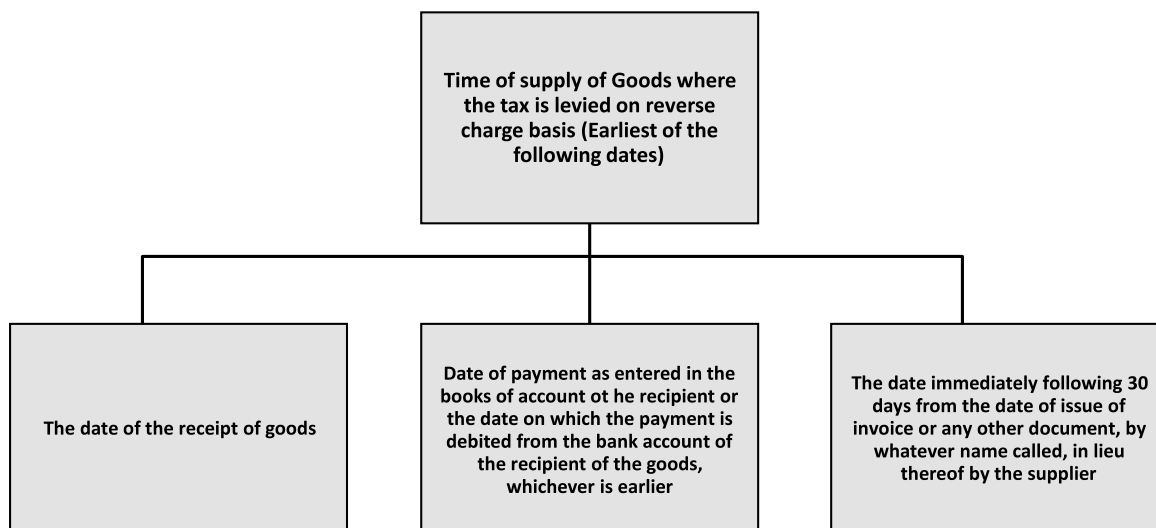 Time of supply of Goods where
the tax is levied on reverse
charge basis (Earliest of the
following dates)
The date of the receipt of goods
Date of payment as entered in the
books of account ot he recipient or
the date on which the payment is
debited from the bank account of
the recipient of the goods,
whichever is earlier
The date immediately following 30
days from the date of issue of
invoice or any other document, by
whatever name called, in lieu
thereof by the supplier